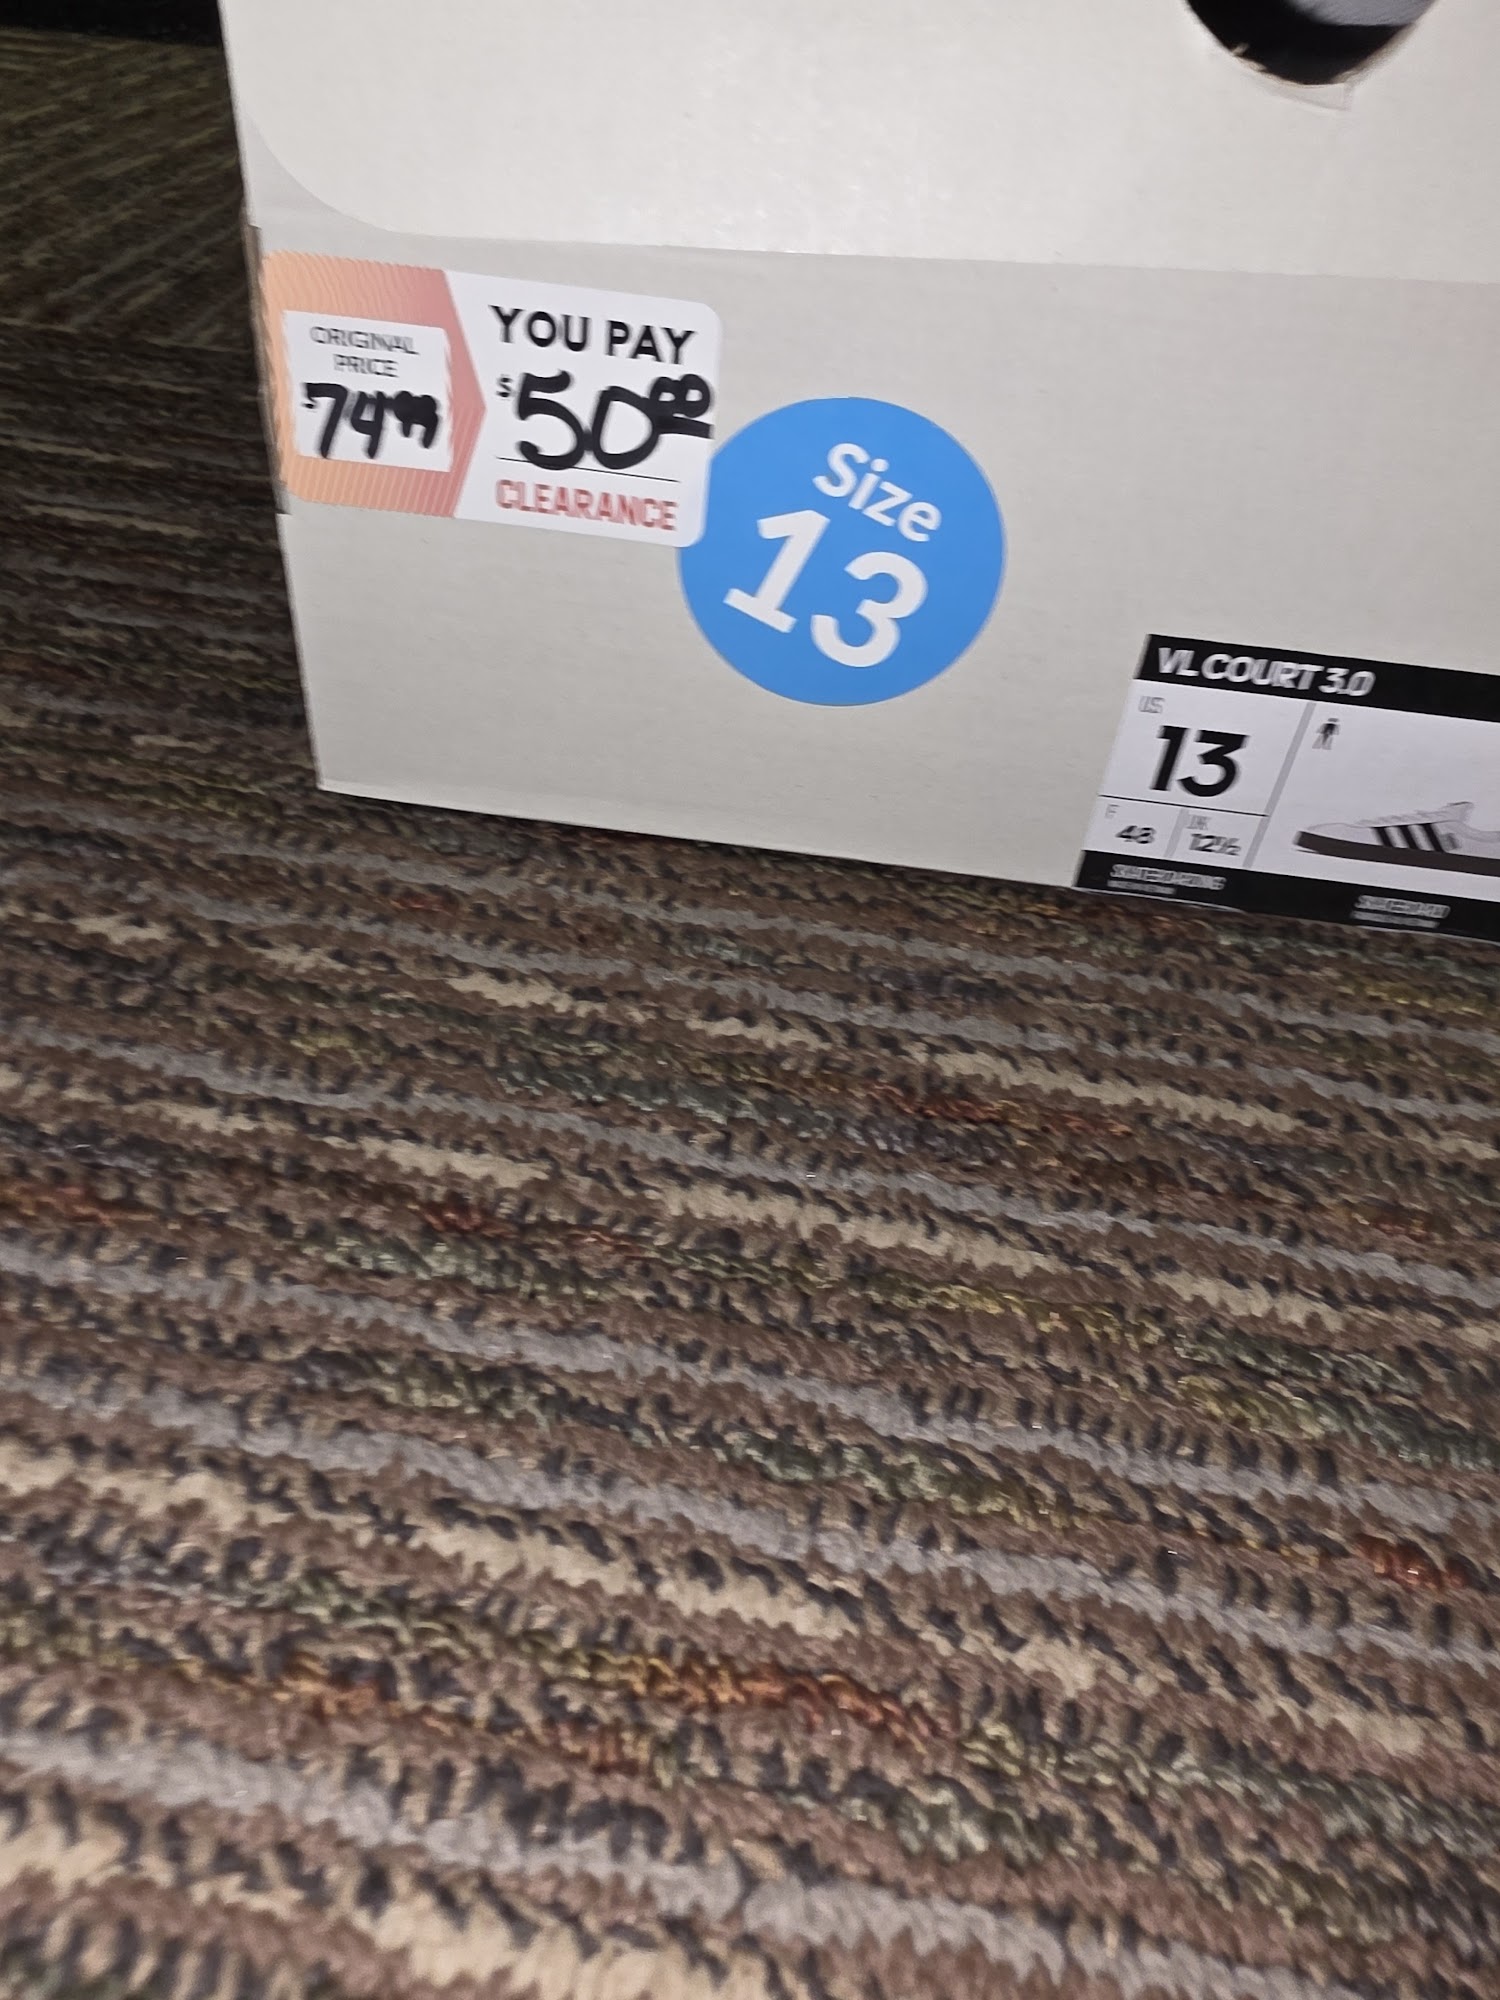 ORIGINAL
PRICE
$74.99
YOU PAY
$50.00
CLEARANCE
Size
13
VL COURT 3.0
US
13
F
48
UK
12½